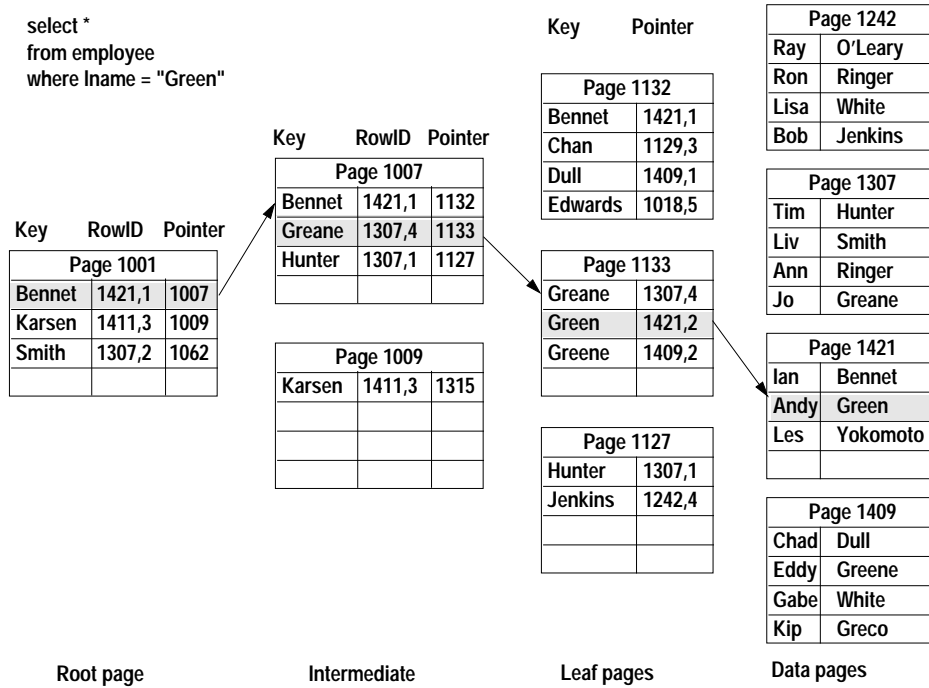 select *
from employee
where lname = "Green"
Key RowID Pointer
Page 1001
Bennet 1421,1 1007
Karsen 1411,3 1009
Smith 1307,2 1062
Root page
Key RowID Pointer
Page 1007
Bennet 1421,1 1132
Greane 1307,4 1133
Hunter 1307,1 1127
Page 1009
Karsen 1411,3 1315
Intermediate
Key Pointer
Page 1132
Bennet 1421,1
Chan 1129,3
Dull 1409,1
Edwards 1018,5
Page 1133
Greane 1307,4
Green 1421,2
Greene 1409,2
Page 1127
Hunter 1307,1
Jenkins 1242,4
Leaf pages
Page 1242
Ray O'Leary
Ron Ringer
Lisa White
Bob Jenkins
Page 1307
Tim Hunter
Liv Smith
Ann Ringer
Jo Greane
Page 1421
Ian Bennet
Andy Green
Les Yokomoto
Page 1409
Chad Dull
Eddy Greene
Gabe White
Kip Greco
Data pages